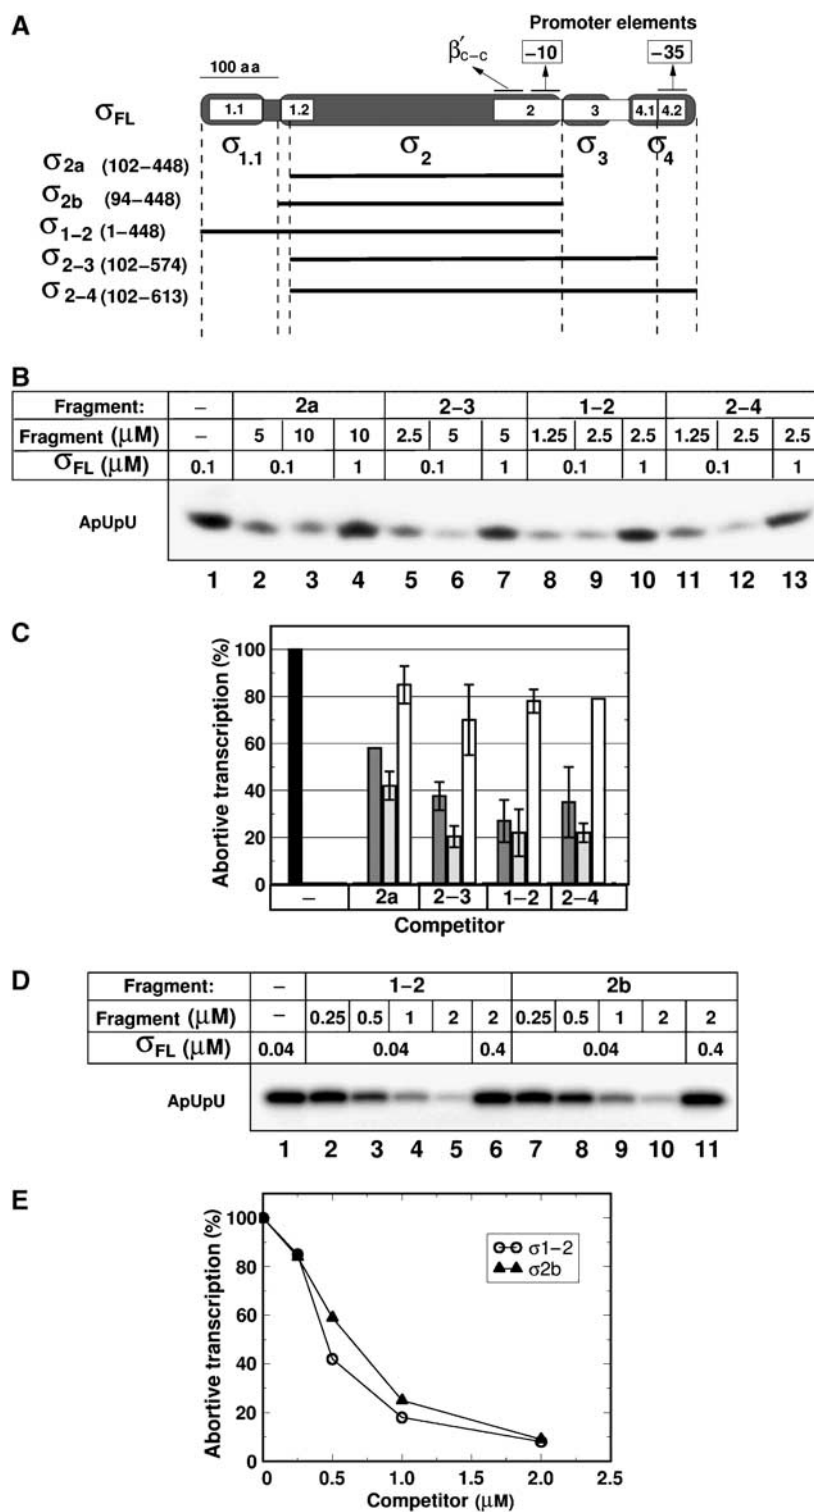 A
Promoter elements
β′C−C
−10
−35
100 aa
σFL
1.1
1.2
2
3
4.1
4.2
σ1.1
σ2
σ3
σ4
σ2a (102−448)
σ2b (94−448)
σ1−2 (1−448)
σ2−3 (102−574)
σ2−4 (102−613)
B
Fragment: − 2a 2−3 1−2 2−4
Fragment (μM) − 5 10 10 2.5 5 5 1.25 2.5 2.5 1.25 2.5 2.5
σFL (μM) 0.1 0.1 1 0.1 1 0.1 1 0.1 1
ApUpU
1 2 3 4 5 6 7 8 9 10 11 12 13
C
Abortive transcription (%)
100
80
60
40
20
0
− 2a 2−3 1−2 2−4
Competitor
D
Fragment: − 1−2 2b
Fragment (μM) − 0.25 0.5 1 2 2 0.25 0.5 1 2 2
σFL (μM) 0.04 0.04 0.4 0.04 0.4
ApUpU
1 2 3 4 5 6 7 8 9 10 11
E
Abortive transcription (%)
100
80
60
40
20
0
σ1−2
σ2b
0 0.5 1.0 1.5 2.0 2.5
Competitor (μM)